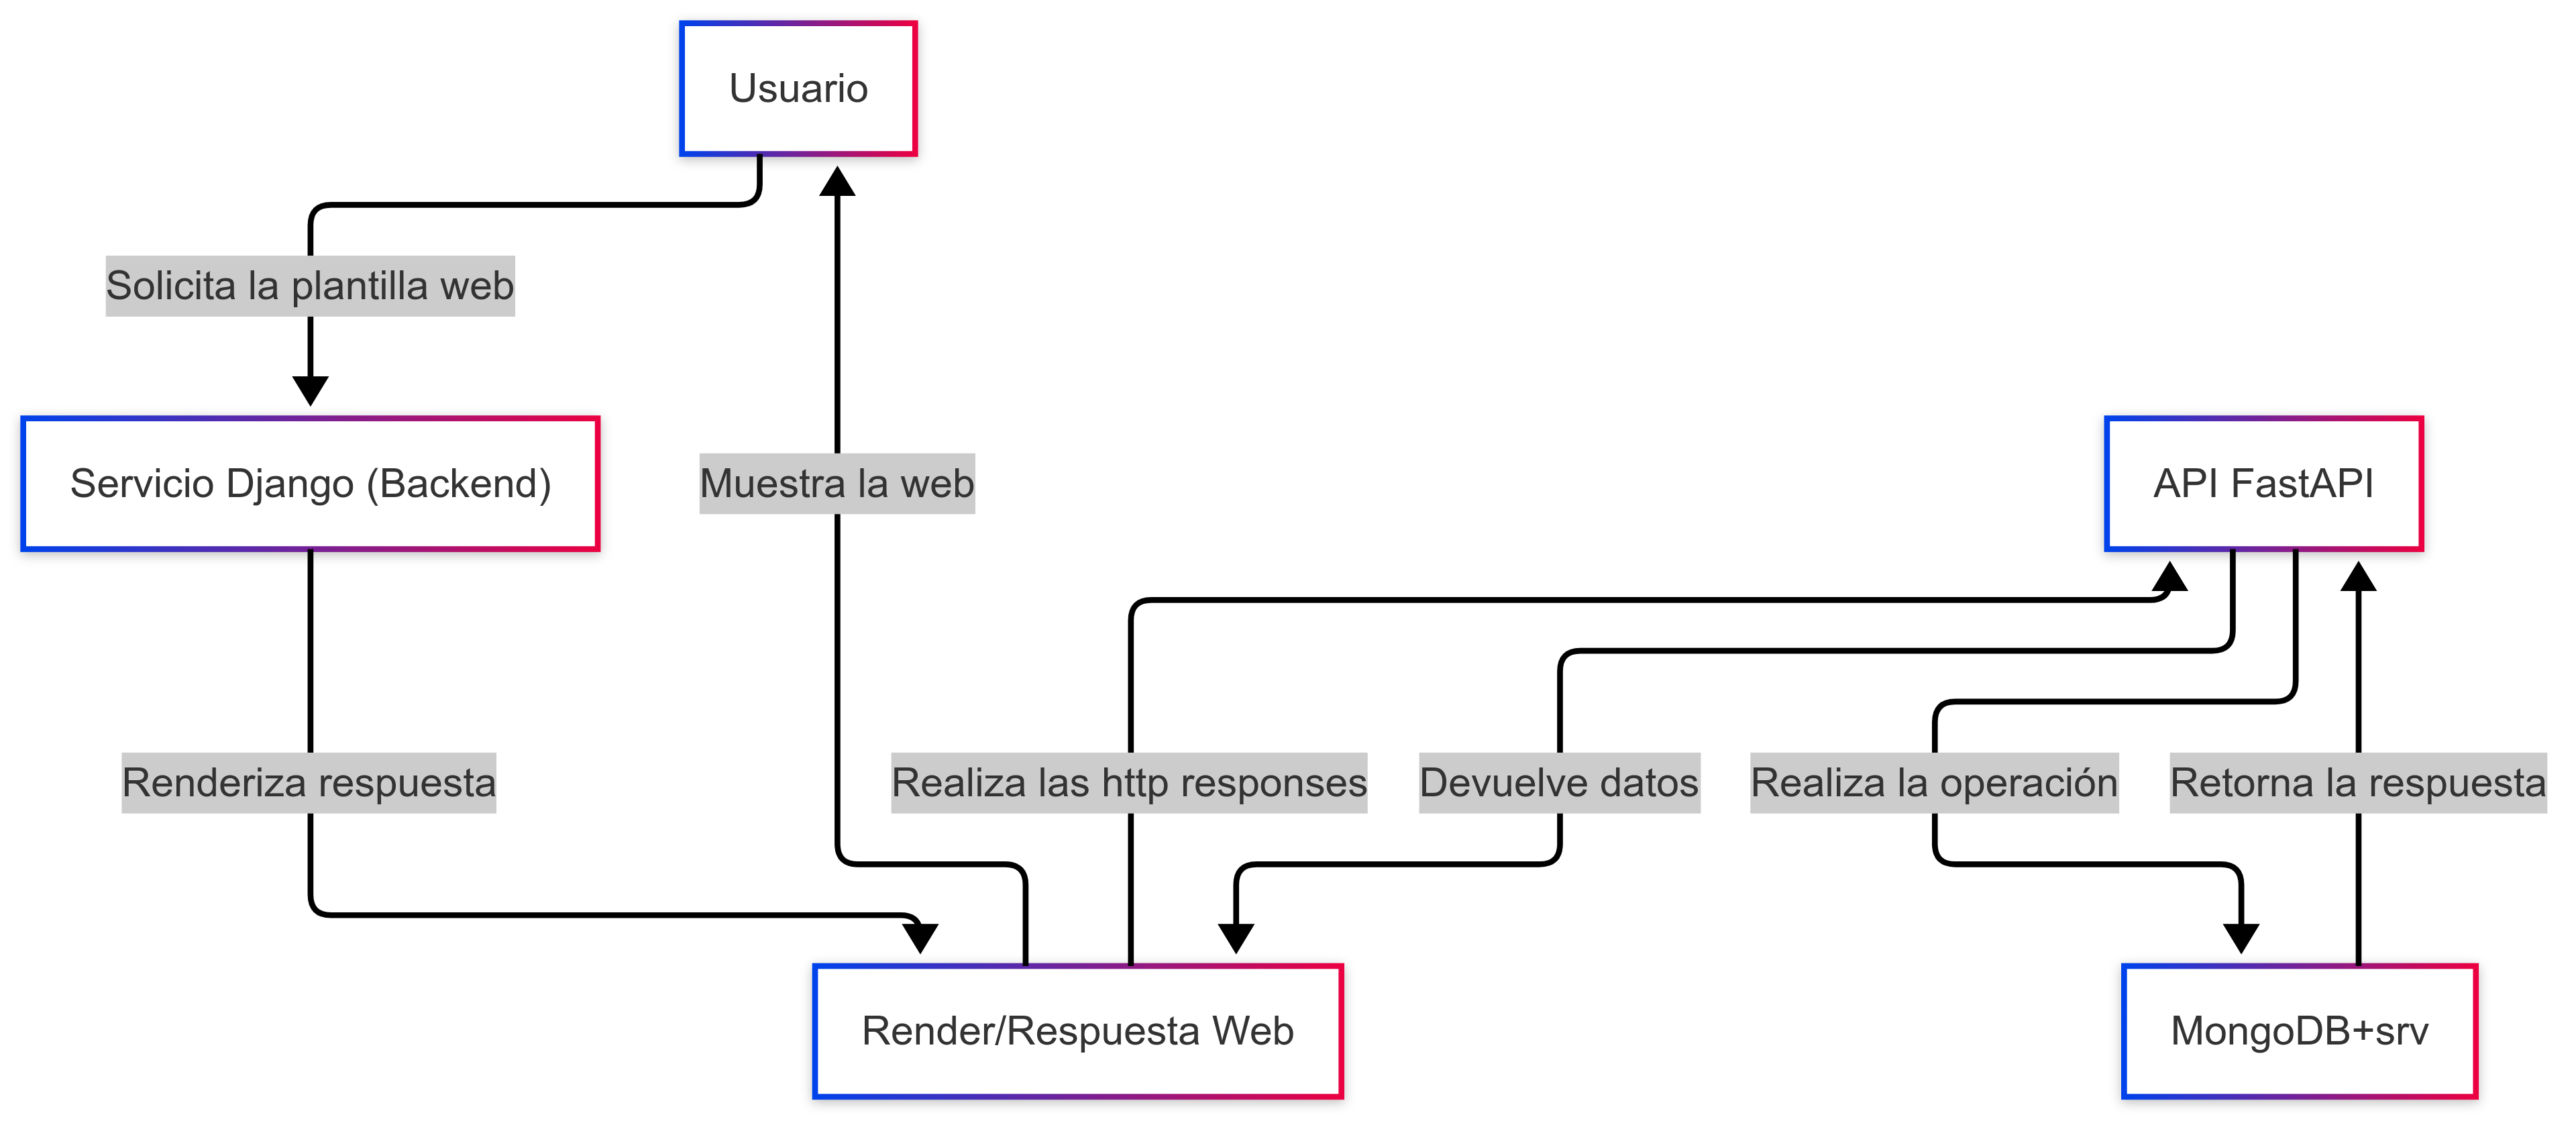 Usuario
Solicita la plantilla web
Servicio Django (Backend)
Muestra la web
API FastAPI
Renderiza respuesta
Realiza las http responses
Devuelve datos
Realiza la operación
Retorna la respuesta
Render/Respuesta Web
MongoDB+srv